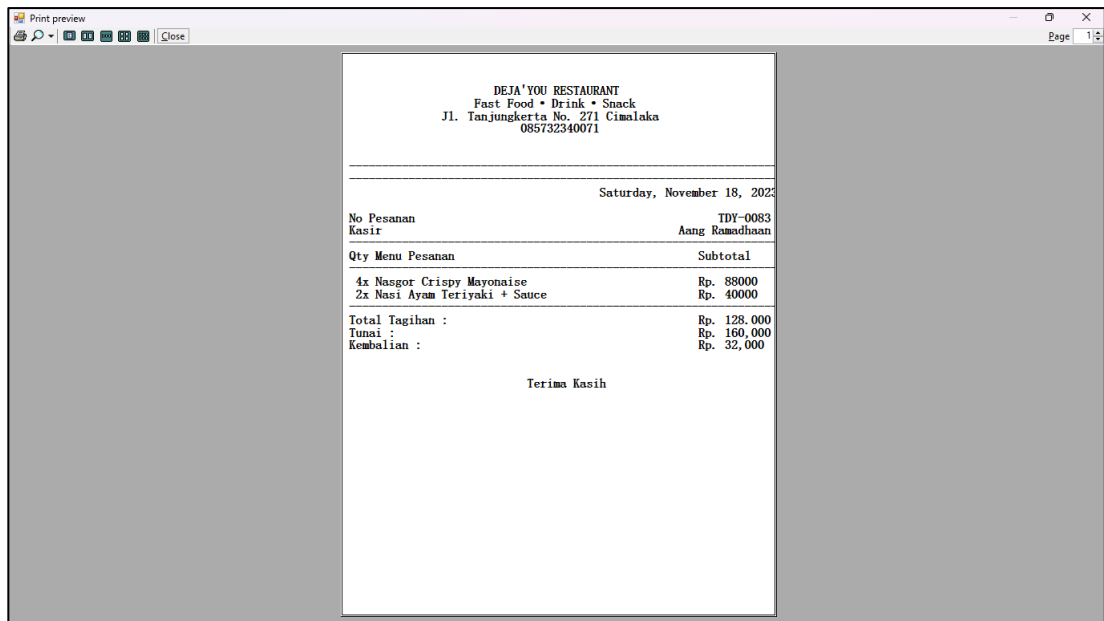 Print preview
Close
Page 1
DEJA'YOU RESTAURANT
Fast Food • Drink • Snack
Jl. Tanjungkerta No. 271 Cimalaka
085732340071
Saturday, November 18, 2023
No Pesanan TDY-0083
Kasir Aang Ramadhaan
Qty Menu Pesanan Subtotal
4x Nasgor Crispy Mayonaise Rp. 88000
2x Nasi Ayam Teriyaki + Sauce Rp. 40000
Total Tagihan : Rp. 128.000
Tunai : Rp. 160,000
Kembalian : Rp. 32,000
Terima Kasih